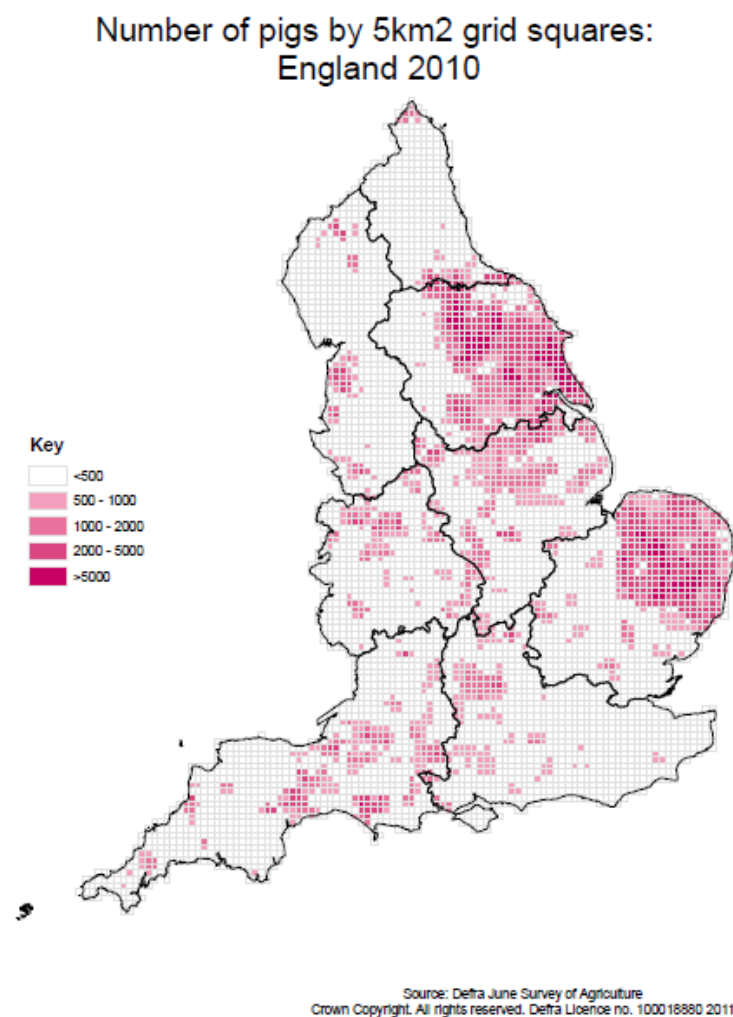 Number of pigs by 5km2 grid squares:
England 2010
Key
<500
500 - 1000
1000 - 2000
2000 - 5000
>5000
Source: Defra June Survey of Agriculture
Crown Copyright. All rights reserved. Defra Licence no. 100018880 2011